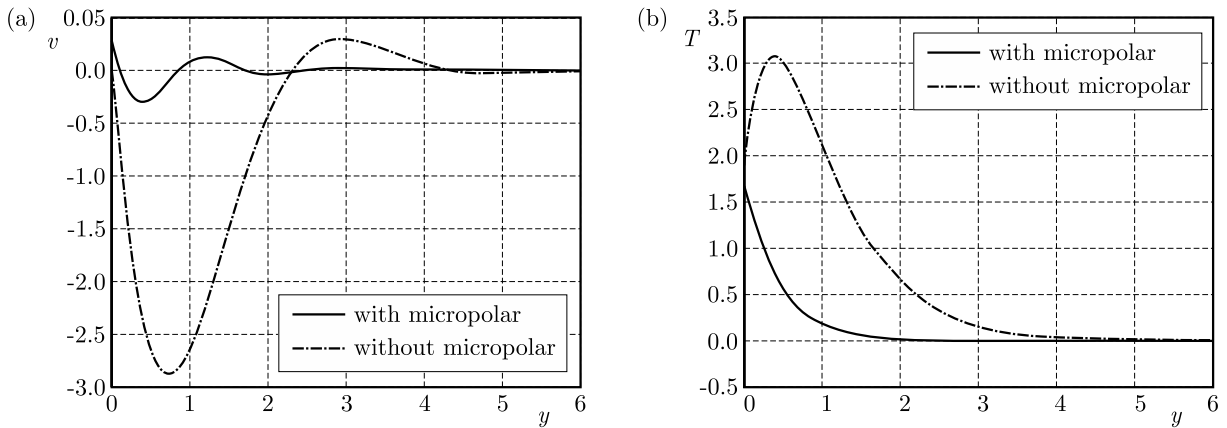 (a)
v
0.05
0.0
-0.5
-1.0
-1.5
-2.0
-2.5
-3.0
0 1 2 3 4 5 6
y
with micropolar
without micropolar
(b)
T
3.5
3.0
2.5
2.0
1.5
1.0
0.5
0.0
-0.5
0 1 2 3 4 5 6
y
with micropolar
without micropolar